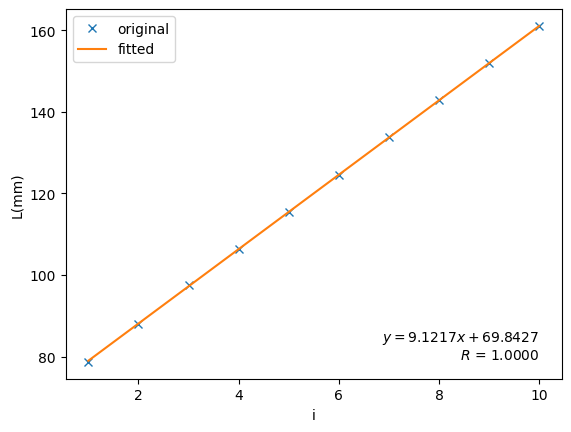 original
fitted
160
140
120
100
80
L(mm)
y = 9.1217x + 69.8427
R = 1.0000
2
4
6
8
10
i